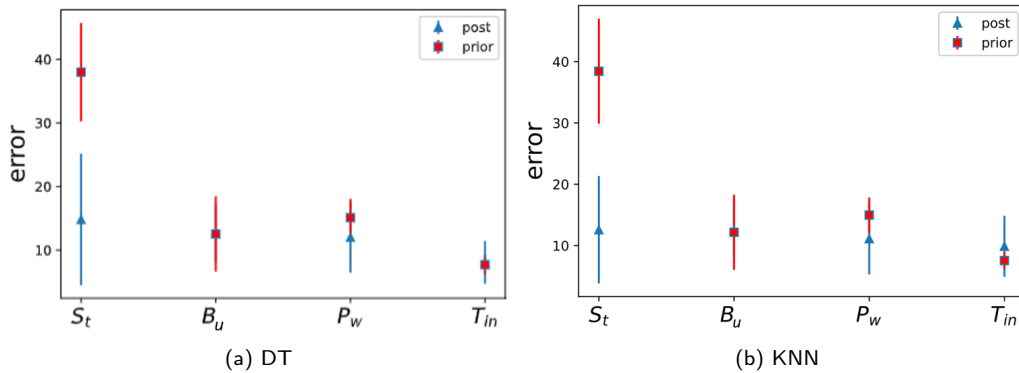 post
prior
40
30
20
10
error
S_t
B_u
P_w
T_in
(a) DT
post
prior
40
30
20
10
error
S_t
B_u
P_w
T_in
(b) KNN